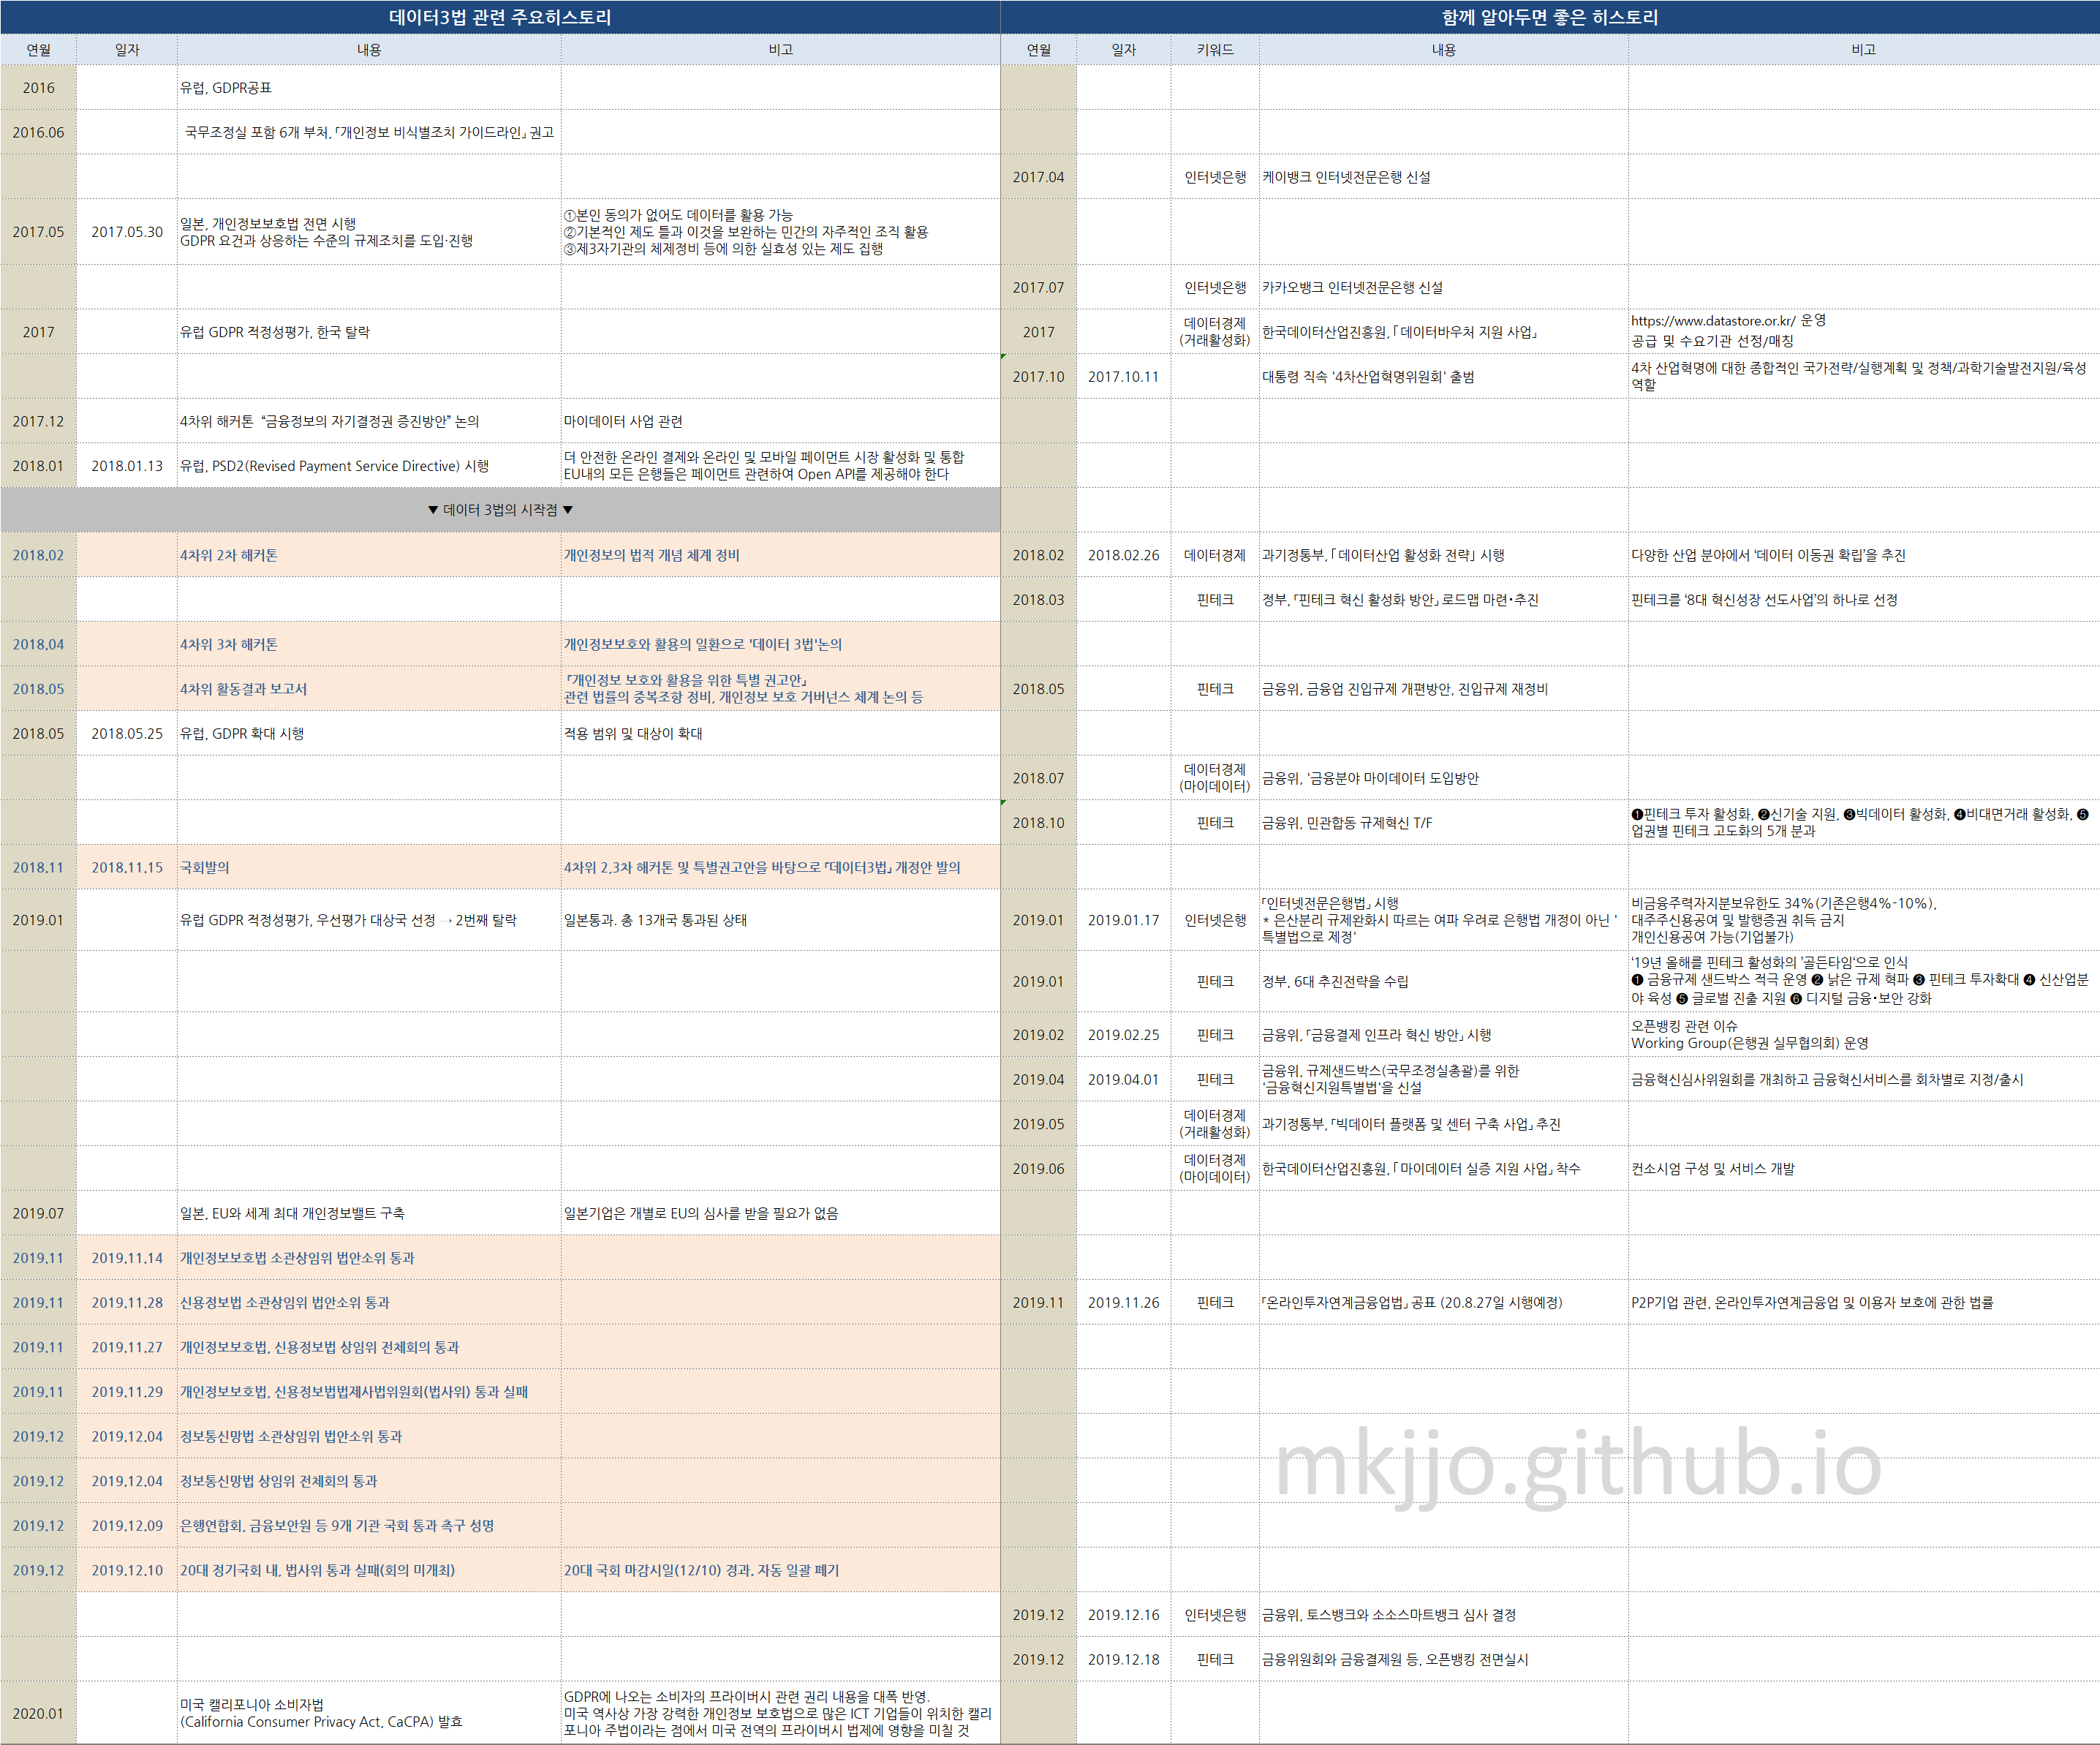 데이터3법 관련 주요히스토리 함께 알아두면 좋은 히스토리
연월 일자 내용 비고 연월 일자 키워드 내용 비고
2016 유럽, GDPR공표
2016.06 국무조정실 포함 6개 부처,「개인정보 비식별조치 가이드라인」권고
2017.04 인터넷은행 케이뱅크 인터넷전문은행 신설
2017.05 2017.05.30 일본, 개인정보보호법 전면 시행
GDPR 요건과 상응하는 수준의 규제조치를 도입·진행
①본인 동의가 없어도 데이터를 활용 가능
②기본적인 제도 틀과 이것을 보완하는 민간의 자주적인 조직 활용
③제3자기관의 체제정비 등에 의한 실효성 있는 제도 집행
2017.07 인터넷은행 카카오뱅크 인터넷전문은행 신설
2017 유럽 GDPR 적정성평가, 한국 탈락
2017 데이터경제
(거래활성화)
한국데이터산업진흥원,「데이터바우처 지원 사업」
https://www.datastore.or.kr/ 운영
공급 및 수요기관 선정/매칭
2017.10 2017.10.11 대통령 직속 '4차산업혁명위원회' 출범
4차 산업혁명에 대한 종합적인 국가전략/실행계획 및 정책/과학기술발전지원/육성
역할
2017.12 4차위 해커톤 “금융정보의 자기결정권 증진방안” 논의 마이데이터 사업 관련
2018.01 2018.01.13 유럽, PSD2(Revised Payment Service Directive) 시행
더 안전한 온라인 결제와 온라인 및 모바일 페이먼트 시장 활성화 및 통합
EU내의 모든 은행들은 페이먼트 관련하여 Open API를 제공해야 한다
▼ 데이터 3법의 시작점 ▼
2018.02 4차위 2차 해커톤 개인정보의 법적 개념 체계 정비
2018.02 2018.02.26 데이터경제 과기정통부,「데이터산업 활성화 전략」 시행 다양한 산업 분야에서 ‘데이터 이동권 확립’을 추진
2018.03 핀테크 정부,「핀테크 혁신 활성화 방안」로드맵 마련·추진 핀테크를 ‘8대 혁신성장 선도사업’의 하나로 선정
2018.04 4차위 3차 해커톤 개인정보보호와 활용의 일환으로 '데이터 3법'논의
2018.05 4차위 활동결과 보고서
「개인정보 보호와 활용을 위한 특별 권고안」
관련 법률의 중복조항 정비, 개인정보 보호 거버넌스 체계 논의 등
2018.05 핀테크 금융위, 금융업 진입규제 개편방안, 진입규제 재정비
2018.05 2018.05.25 유럽, GDPR 확대 시행 적용 범위 및 대상이 확대
2018.07 데이터경제
(마이데이터)
금융위, '금융분야 마이데이터 도입방안
2018.10 핀테크 금융위, 민관합동 규제혁신 T/F
❶핀테크 투자 활성화, ❷신기술 지원, ❸빅데이터 활성화, ❹비대면거래 활성화, ❺
업권별 핀테크 고도화의 5개 분과
2018.11 2018.11.15 국회발의 4차위 2,3차 해커톤 및 특별권고안을 바탕으로「데이터3법」개정안 발의
2019.01 유럽 GDPR 적정성평가, 우선평가 대상국 선정 → 2번째 탈락 일본통과. 총 13개국 통과된 상태
2019.01 2019.01.17 인터넷은행
「인터넷전문은행법」시행
* 은산분리 규제완화시 따르는 여파 우려로 은행법 개정이 아닌 '
특별법으로 제정'
비금융주력자지분보유한도 34%(기존은행4%-10%),
대주주신용공여 및 발행증권 취득 금지
개인신용공여 가능(기업불가)
2019.01 핀테크 정부, 6대 추진전략을 수립
‘19년 올해를 핀테크 활성화의 ’골든타임‘으로 인식
❶ 금융규제 샌드박스 적극 운영 ❷ 낡은 규제 혁파 ❸ 핀테크 투자확대 ❹ 신산업분
야 육성 ❺ 글로벌 진출 지원 ❻ 디지털 금융·보안 강화
2019.02 2019.02.25 핀테크 금융위,「금융결제 인프라 혁신 방안」시행
오픈뱅킹 관련 이슈
Working Group(은행권 실무협의회) 운영
2019.04 2019.04.01 핀테크
금융위, 규제샌드박스(국무조정실총괄)를 위한
'금융혁신지원특별법'을 신설
금융혁신심사위원회를 개최하고 금융혁신서비스를 회차별로 지정/출시
2019.05 데이터경제
(거래활성화)
과기정통부,「빅데이터 플랫폼 및 센터 구축 사업」추진
2019.06 데이터경제
(마이데이터)
한국데이터산업진흥원,「마이데이터 실증 지원 사업」착수 컨소시엄 구성 및 서비스 개발
2019.07 일본, EU와 세계 최대 개인정보밸트 구축 일본기업은 개별로 EU의 심사를 받을 필요가 없음
2019.11 2019.11.14 개인정보보호법 소관상임위 법안소위 통과
2019.11 2019.11.28 신용정보법 소관상임위 법안소위 통과
2019.11 2019.11.26 핀테크 「온라인투자연계금융업법」공표 (20.8.27일 시행예정) P2P기업 관련, 온라인투자연계금융업 및 이용자 보호에 관한 법률
2019.11 2019.11.27 개인정보보호법, 신용정보법 상임위 전체회의 통과
2019.11 2019.11.29 개인정보보호법, 신용정보법법제사법위원회(법사위) 통과 실패
2019.12 2019.12.04 정보통신망법 소관상임위 법안소위 통과
2019.12 2019.12.04 정보통신망법 상임위 전체회의 통과
mkjjo.github.io
2019.12 2019.12.09 은행연합회, 금융보안원 등 9개 기관 국회 통과 촉구 성명
2019.12 2019.12.10 20대 정기국회 내, 법사위 통과 실패(회의 미개최) 20대 국회 마감시일(12/10) 경과. 자동 일괄 폐기
2019.12 2019.12.16 인터넷은행 금융위, 토스뱅크와 소소스마트뱅크 심사 결정
2019.12 2019.12.18 핀테크 금융위원회와 금융결제원 등, 오픈뱅킹 전면실시
2020.01 미국 캘리포니아 소비자법
(California Consumer Privacy Act, CaCPA) 발효
GDPR에 나오는 소비자의 프라이버시 관련 권리 내용을 대폭 반영.
미국 역사상 가장 강력한 개인정보 보호법으로 많은 ICT 기업들이 위치한 캘리
포니아 주법이라는 점에서 미국 전역의 프라이버시 법제에 영향을 미칠 것